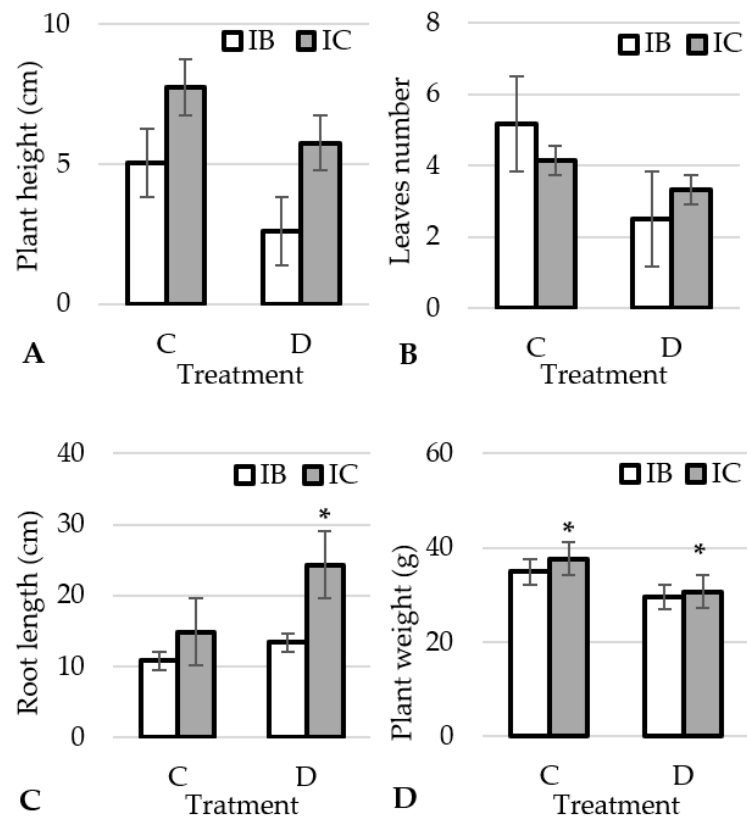 Plant height (cm)
10
5
0
IB IC
C D
A
Treatment
Leaves number
8
6
4
2
0
IB IC
C D
B
Treatment
Root length (cm)
40
30
20
10
0
IB IC
*
C D
C
Tratment
Plant weight (g)
60
40
20
0
IB IC
* *
C D
D
Treatment